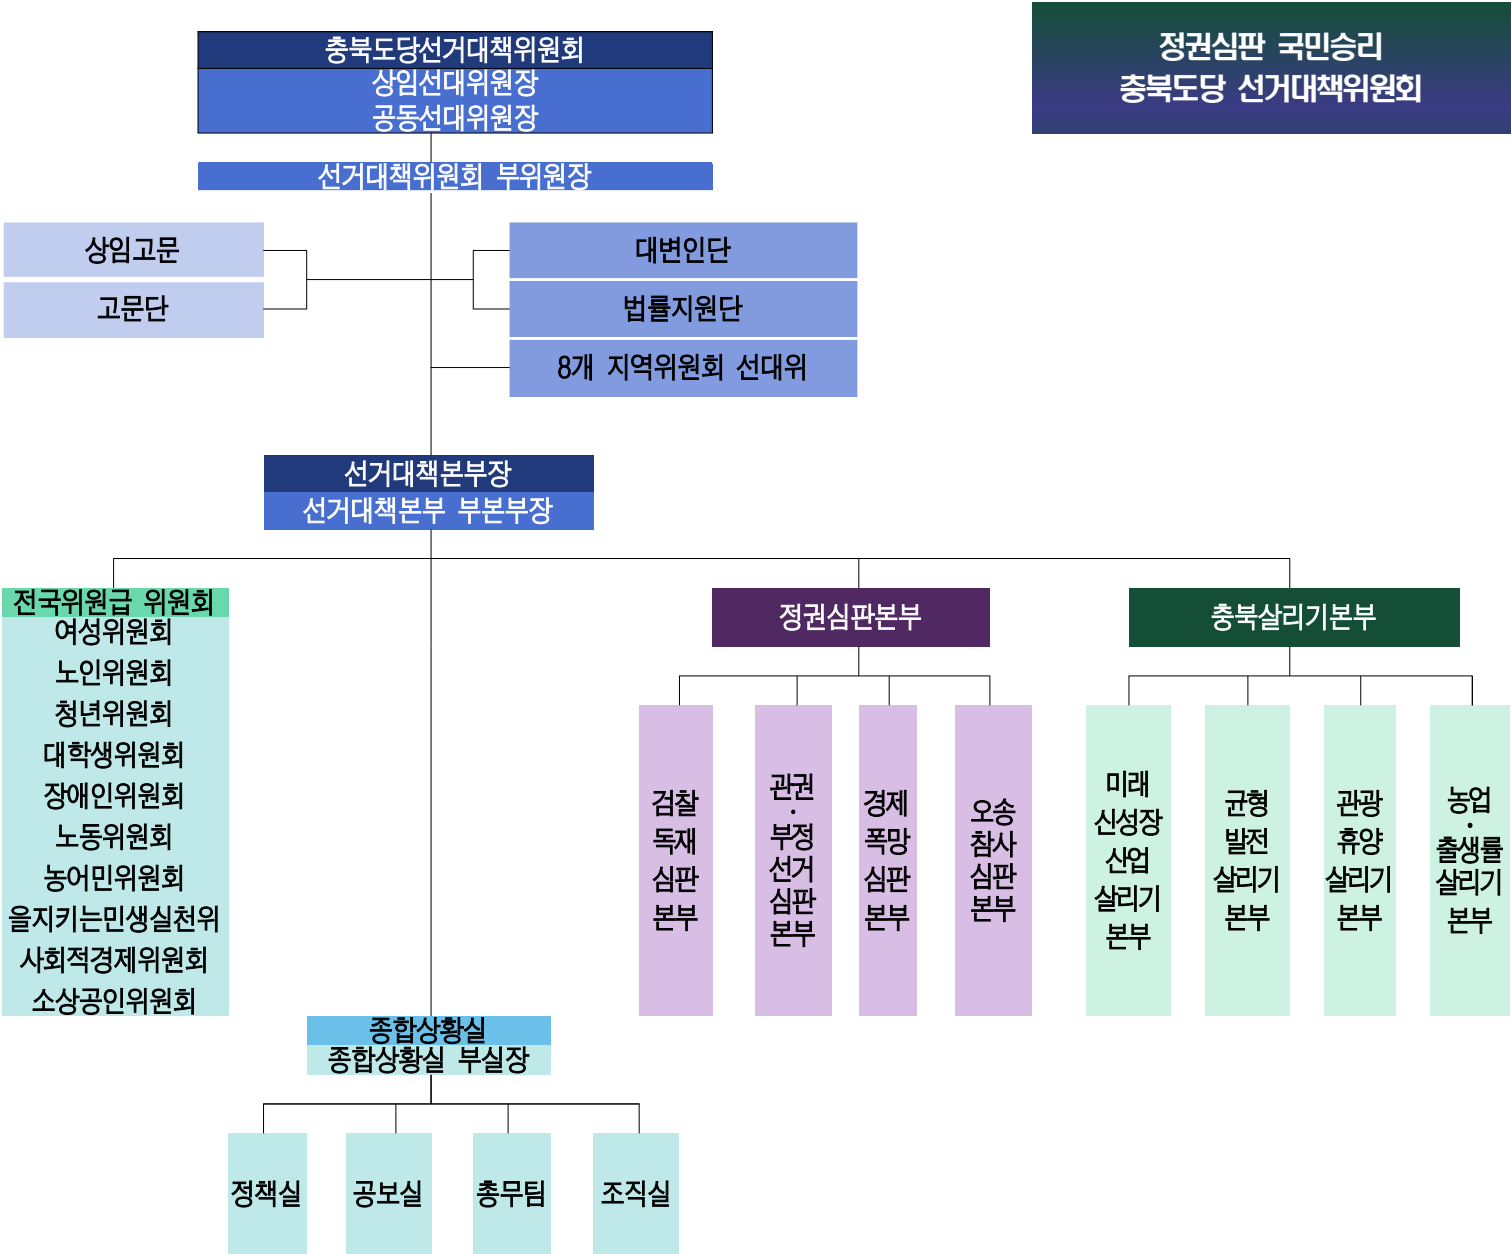 정권심판 국민승리
충북도당 선거대책위원회
충북도당선거대책위원회
상임선대위원장
공동선대위원장
선거대책위원회 부위원장
상임고문
고문단
대변인단
법률지원단
8개 지역위원회 선대위
선거대책본부장
선거대책본부 부본부장
전국위원급 위원회
여성위원회
노인위원회
청년위원회
대학생위원회
장애인위원회
노동위원회
농어민위원회
을지키는민생실천위
사회적경제위원회
소상공인위원회
정권심판본부
검찰
독재
심판
본부
관권
·
부정
선거
심판
본부
경제
폭망
심판
본부
오송
참사
심판
본부
충북살리기본부
미래
신성장
산업
살리기
본부
균형
발전
살리기
본부
관광
휴양
살리기
본부
농업
·
출생률
살리기
본부
종합상황실
종합상황실 부실장
정책실
공보실
총무팀
조직실